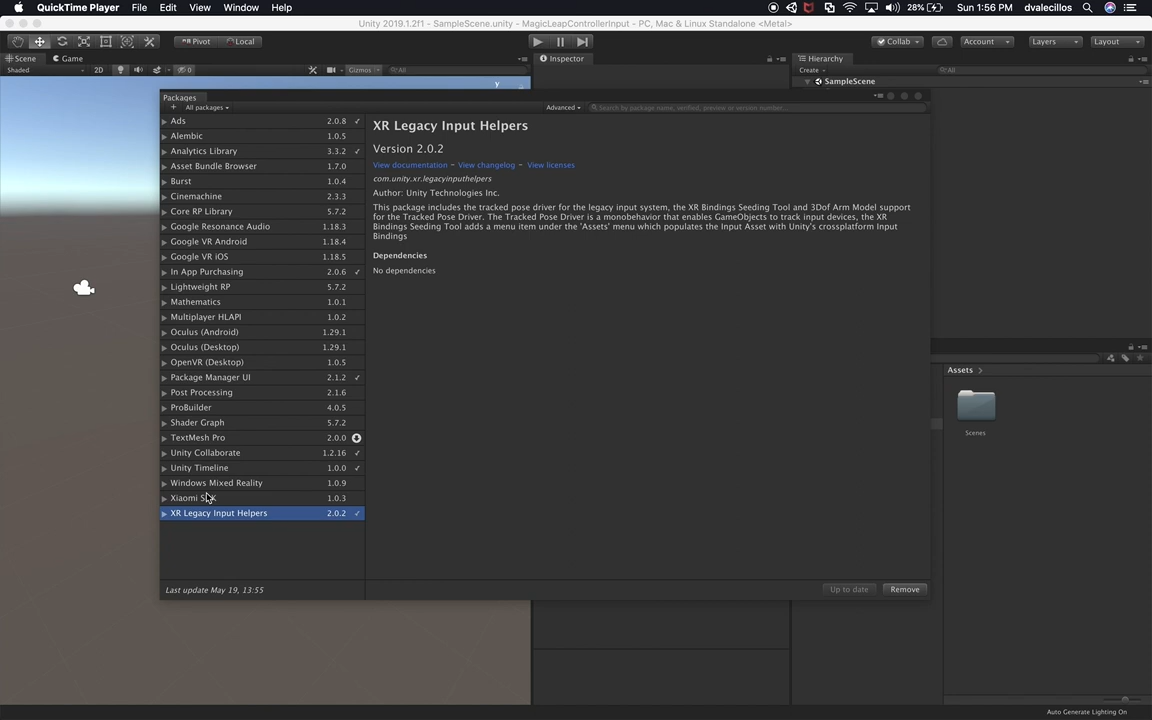 QuickTime Player File Edit View Window Help 28% Sun 1:56 PM dvalecillos
Unity 2019.1.2f1 - SampleScene.unity - MagicLeapControllerInput - PC, Mac & Linux Standalone <Metal>
Pivot Local Collab Account Layers Layout
Scene Game Inspector Hierarchy
Shaded 2D Gizmos All Create All
SampleScene
y
Packages
+ All packages Advanced Search by package name, verified, preview or version number...
Ads 2.0.8
Alembic 1.0.5
Analytics Library 3.3.2
Asset Bundle Browser 1.7.0
Burst 1.0.4
Cinemachine 2.3.3
Core RP Library 5.7.2
Google Resonance Audio 1.18.3
Google VR Android 1.18.4
Google VR iOS 1.18.5
In App Purchasing 2.0.6
Lightweight RP 5.7.2
Mathematics 1.0.1
Multiplayer HLAPI 1.0.2
Oculus (Android) 1.29.1
Oculus (Desktop) 1.29.1
OpenVR (Desktop) 1.0.5
Package Manager UI 2.1.2
Post Processing 2.1.6
ProBuilder 4.0.5
Shader Graph 5.7.2
TextMesh Pro 2.0.0
Unity Collaborate 1.2.16
Unity Timeline 1.0.0
Windows Mixed Reality 1.0.9
Xiaomi SDK 1.0.3
XR Legacy Input Helpers 2.0.2
Last update May 19, 13:55
XR Legacy Input Helpers
Version 2.0.2
View documentation - View changelog - View licenses
com.unity.xr.legacyinputhelpers
Author: Unity Technologies Inc.
This package includes the tracked pose driver for the legacy input system, the XR Bindings Seeding Tool and 3Dof Arm Model support
for the Tracked Pose Driver. The Tracked Pose Driver is a monobehavior that enables GameObjects to track input devices, the XR
Bindings Seeding Tool adds a menu item under the 'Assets' menu which populates the Input Asset with Unity's crossplatform Input
Bindings
Dependencies
No dependencies
Up to date Remove
Assets
Scenes
Auto Generate Lighting On